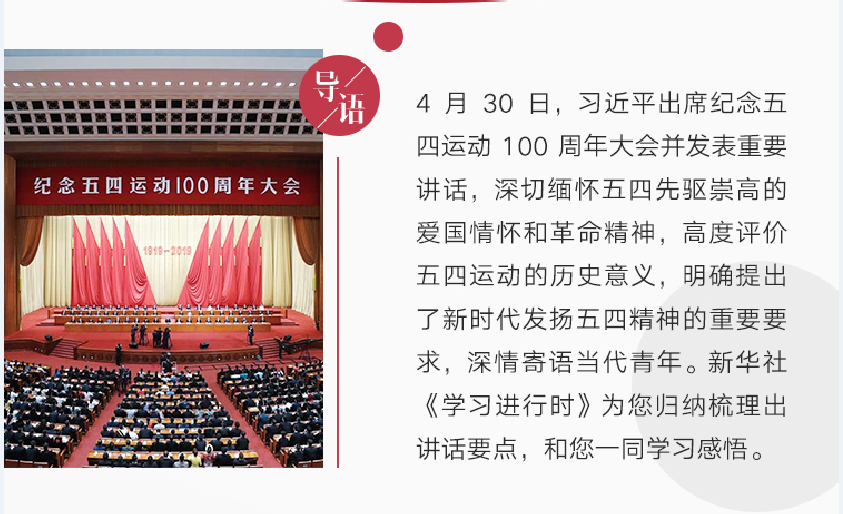 导语
纪念五四运动100周年大会
1919-2019
4 月 30 日，习近平出席纪念五
四运动 100 周年大会并发表重要
讲话，深切缅怀五四先驱崇高的
爱国情怀和革命精神，高度评价
五四运动的历史意义，明确提出
了新时代发扬五四精神的重要要
求，深情寄语当代青年。新华社
《学习进行时》为您归纳梳理出
讲话要点，和您一同学习感悟。